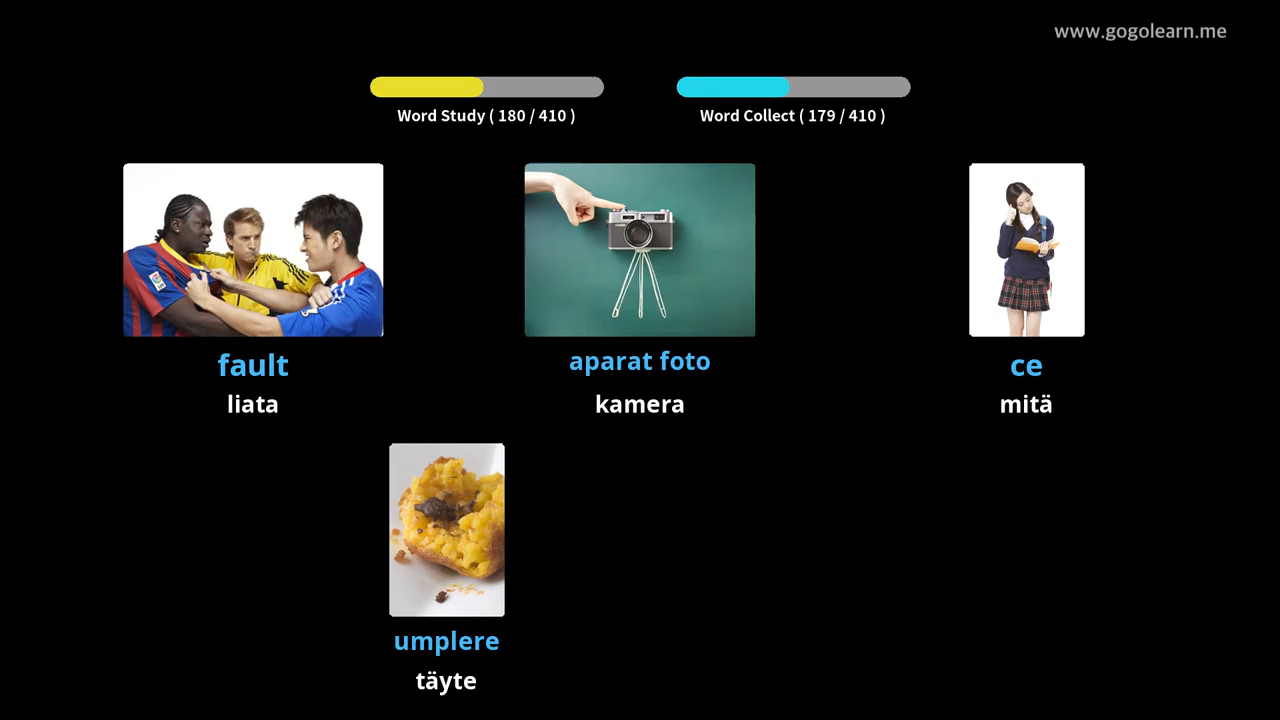 www.gogolearn.me
Word Study ( 180 / 410 )
Word Collect ( 179 / 410 )
fault
liata
aparat foto
kamera
ce
mitä
umplere
täyte